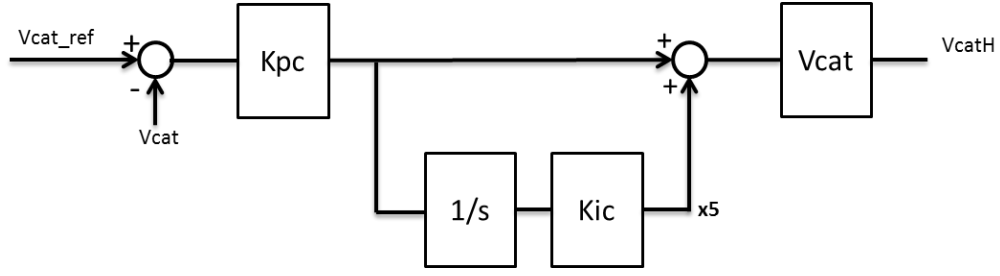 Vcat_ref
+
-
Vcat
Kpc
+
+
Vcat
VcatH
1/s
Kic
x5